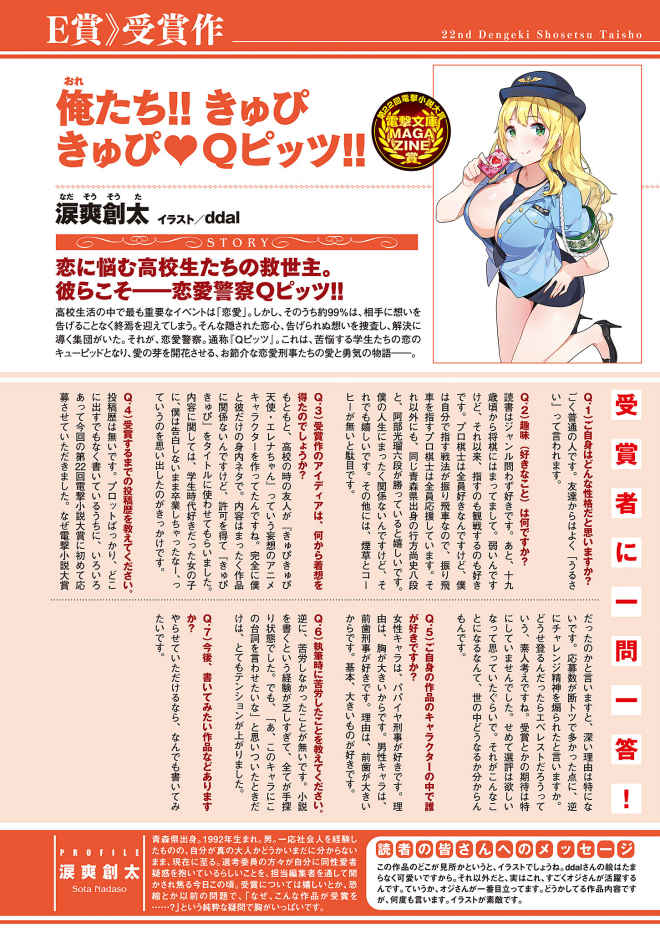 E賞》受賞作
22nd Dengeki Shosetsu Taisho
おれ
俺たち!! きゅぴ
きゅぴ♥Qピッツ!!
第22回電撃小説大賞
電撃文庫
MAGA
ZINE
賞
なだ そう そう た
涙爽創太 イラスト/ddal
STORY
恋に悩む高校生たちの救世主。
彼らこそ――恋愛警察Qピッツ!!
高校生活の中で最も重要なイベントは「恋愛」。しかし、そのうち約99%は、相手に想いを
告げることなく終焉を迎えてしまう。そんな隠された恋心、告げられぬ想いを捜査し、解決に
導く集団がいた。それが、恋愛警察。通称『Qピッツ』。これは、苦悩する学生たちの恋の
キューピッドとなり、愛の芽を開花させる、お節介な恋愛刑事たちの愛と勇気の物語――。
受賞者に一問一答!
Q・1)ご自身はどんな性格だと思いますか?
ごく普通の人です。友達からはよく「うるさ
い」って言われます。
Q・2)趣味(好きなこと)は何ですか?
読書はジャンル問わず好きです。あと、十九
歳頃から将棋にはまってまして。弱いんです
けど、それ以来、指すのも観戦するのも好き
です。プロ棋士は全員好きなんですけど、僕
は自分で指す戦法が振り飛車なので、振り飛
車を指すプロ棋士は全員応援しています。そ
れ以外にも、同じ青森県出身の行方尚史八段
と、阿部光瑠六段が勝っていると嬉しいです。
僕の人生にまったく関係ないんですけど、そ
れでも嬉しいです。その他には、煙草とコー
ヒーが無いと駄目です。
Q・3)受賞作のアイディアは、何から着想を
得たのでしょうか?
もともと、高校の時の友人が『きゅぴきゅぴ
天使・エレナちゃん』っていう妄想のアニメ
キャラクターを作ってたんですね。完全に僕
と彼だけの身内ネタで。内容はまったく作品
に関係ないんですけど、許可を得て『きゅぴ
きゅぴ』をタイトルに使わせてもらいました。
内容に関しては、学生時代好きだった女の子
に、僕は告白しないまま卒業しちゃったなーっ
ていうのを思い出したのがきっかけです。
Q・4)受賞するまでの投稿歴を教えてください。
投稿歴は無いです。プロットばっかり、どこ
に出すでもなく書いているうちに、いろいろ
あって今回の第22回電撃小説大賞に初めて応
募させていただきました。なぜ電撃小説大賞
だったのかと言いますと、深い理由は特にな
いです。応募数が断トツで多かった点に、逆
にチャレンジ精神を煽られたと言いますか。
どうせ登るんだったらエベレストだろうって
いう、素人考えですね。受賞とかの期待は特
にしていませんでした。せめて選評は欲しい
なって思っていたぐらいで。それがこんなこ
とになるなんて、世の中どうなるか分からん
もんです。
Q・5)ご自身の作品のキャラクターの中で誰
が好きですか?
女性キャラは、パパイヤ刑事が好きです。理
由は、胸が大きいからです。男性キャラは、
前歯刑事が好きです。理由は、前歯が大きい
からです。基本、大きいものが好きです。
Q・6)執筆時に苦労したことを教えてください。
逆に、苦労しなかったことが無いです。小説
を書くという経験が乏しすぎて、全てが手探
り状態でした。でも、「あ、このキャラにこ
の台詞を言わせたいな」と思いついたときだ
けは、とてもテンションが上がりました。
Q・7)今後、書いてみたい作品などあります
か?
やらせていただけるなら、なんでも書いてみ
たいです。
PROFILE
涙爽創太
Sota Nadaso
青森県出身。1992年生まれ。男。一応社会人を経験し
たものの、自分が真の大人かどうかいまだに分からない
まま、現在に至る。選考委員の方々が自分に同性愛者
疑惑を抱いているらしいことを、担当編集者を通して聞
かされ焦る今日この頃。受賞については嬉しいとか、恐
縮とか以前の問題で、「なぜ、こんな作品が受賞を
……?」という純粋な疑問で胸がいっぱいです。
読者の皆さんへのメッセージ
この作品のどこが見所かというと、イラストでしょうね。ddalさんの絵はたま
らなく可愛いですから。それ以外だと、実はこれ、すごくオジさんが活躍する
んです。ていうか、オジさんが一番目立ってます。どうかしてる作品内容です
が、何度も言います。イラストが素敵です。